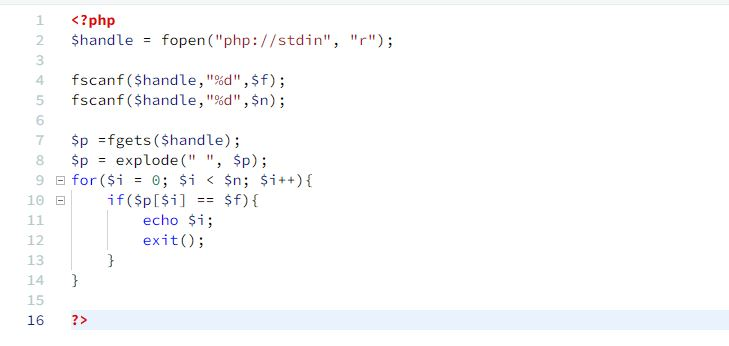 1 <?php
2 $handle = fopen("php://stdin", "r");
3
4 fscanf($handle,"%d",$f);
5 fscanf($handle,"%d",$n);
6
7 $p =fgets($handle);
8 $p = explode(" ", $p);
9 for($i = 0; $i < $n; $i++){
10     if($p[$i] == $f){
11         echo $i;
12         exit();
13     }
14 }
15
16 ?>